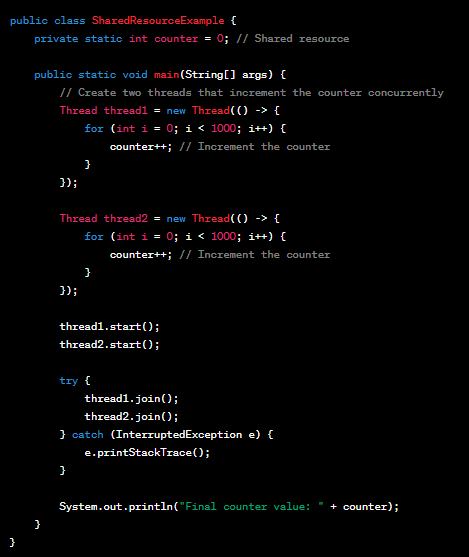 public class SharedResourceExample {
    private static int counter = 0; // Shared resource

    public static void main(String[] args) {
        // Create two threads that increment the counter concurrently
        Thread thread1 = new Thread(() -> {
            for (int i = 0; i < 1000; i++) {
                counter++; // Increment the counter
            }
        });

        Thread thread2 = new Thread(() -> {
            for (int i = 0; i < 1000; i++) {
                counter++; // Increment the counter
            }
        });

        thread1.start();
        thread2.start();

        try {
            thread1.join();
            thread2.join();
        } catch (InterruptedException e) {
            e.printStackTrace();
        }

        System.out.println("Final counter value: " + counter);
    }
}